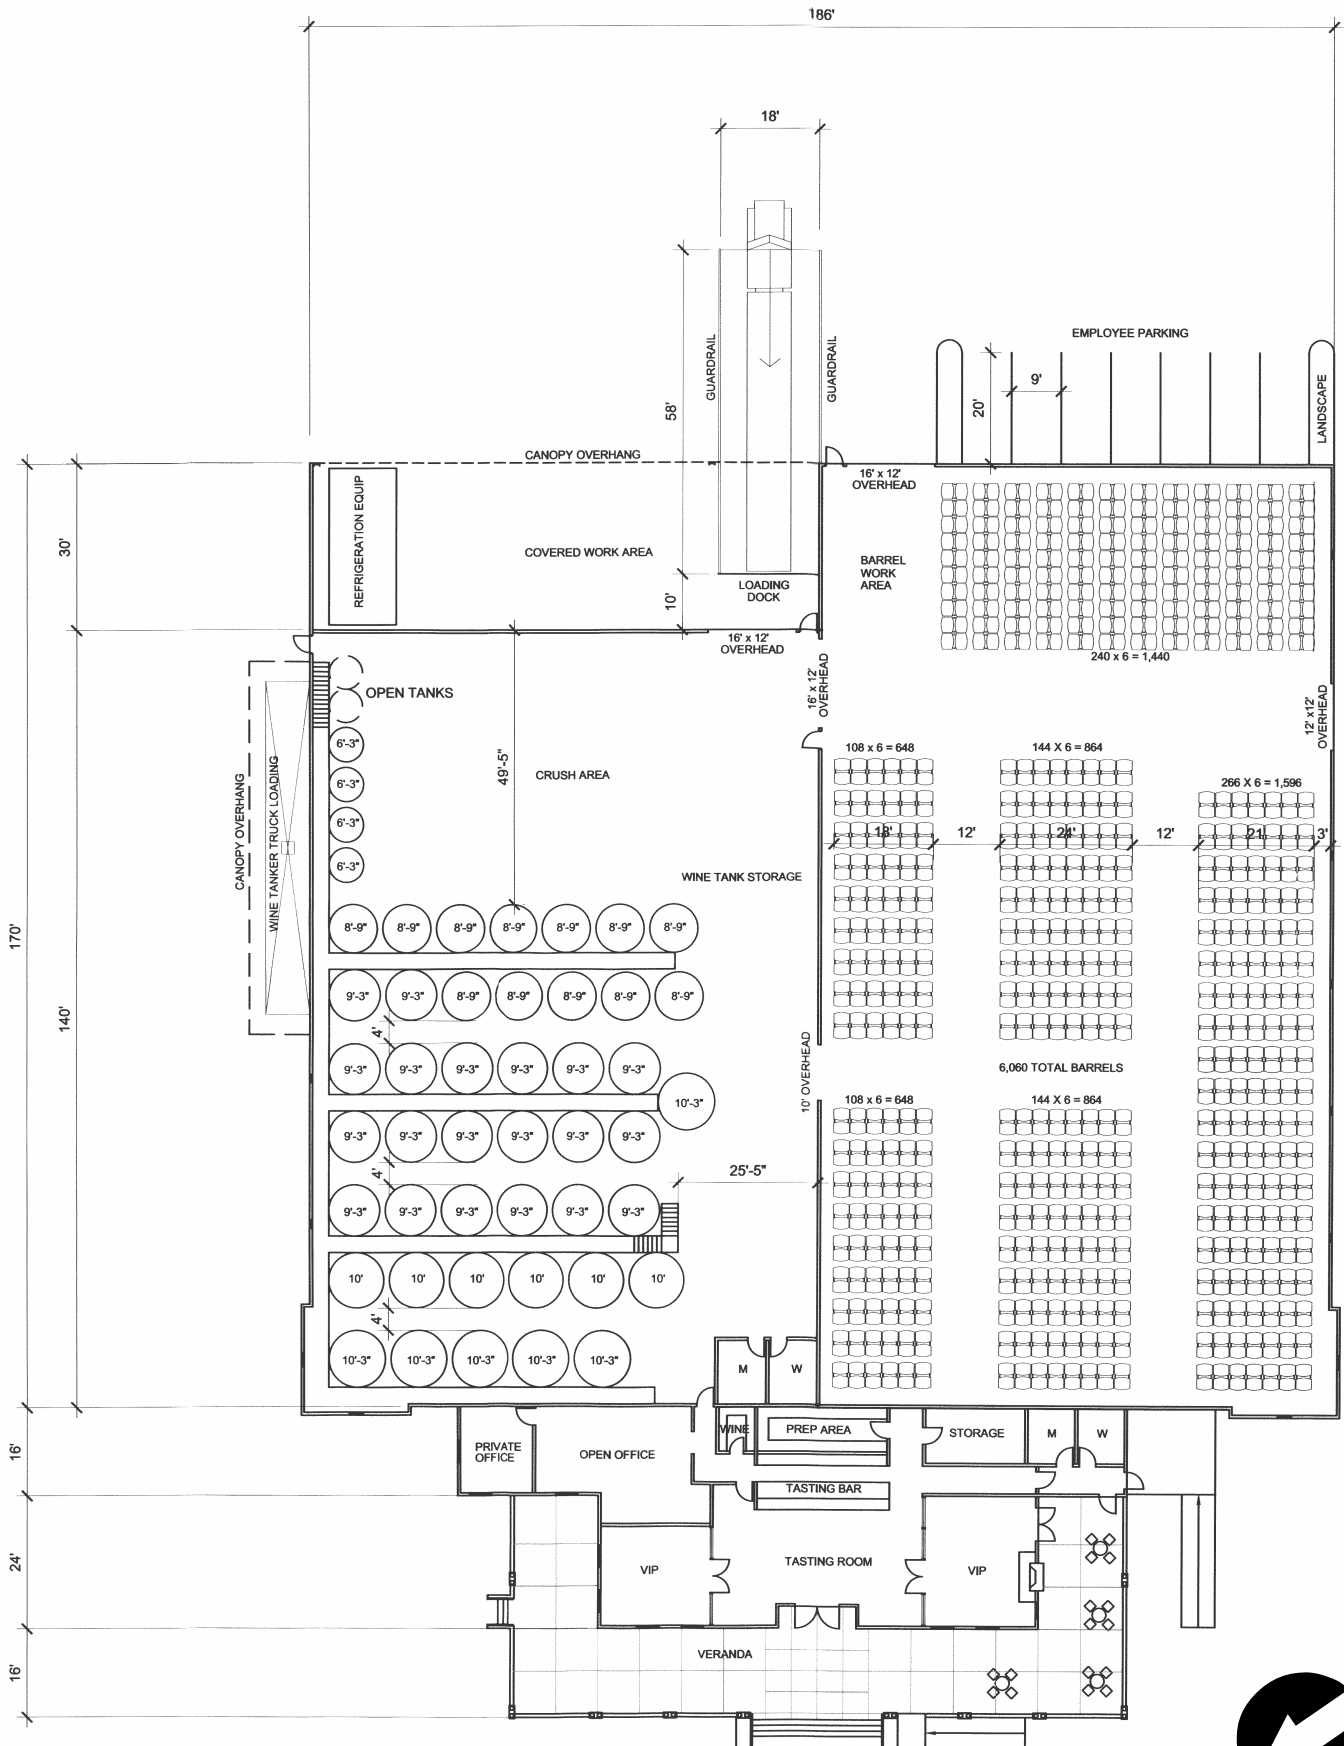 186'
18'
GUARDRAIL
GUARDRAIL
58'
EMPLOYEE PARKING
9'
20'
LANDSCAPE
CANOPY OVERHANG
16' x 12'
OVERHEAD
REFRIGERATION EQUIP
30'
COVERED WORK AREA
BARREL
WORK
AREA
LOADING
DOCK
10'
16' x 12'
OVERHEAD
240 x 6 = 1,440
16' x 12'
OVERHEAD
12' x12'
OVERHEAD
OPEN TANKS
6'-3"
6'-3"
6'-3"
6'-3"
49'-5"
CRUSH AREA
108 x 6 = 648
144 X 6 = 864
266 X 6 = 1,596
18'
12'
24'
12'
21'
3'
CANOPY OVERHANG
WINE TANKER TRUCK LOADING
WINE TANK STORAGE
170'
140'
8'-9"
8'-9"
8'-9"
8'-9"
8'-9"
8'-9"
8'-9"
9'-3"
9'-3"
8'-9"
8'-9"
8'-9"
8'-9"
8'-9"
4'
9'-3"
9'-3"
9'-3"
9'-3"
9'-3"
9'-3"
10'-3"
10' OVERHEAD
6,060 TOTAL BARRELS
108 x 6 = 648
144 X 6 = 864
9'-3"
9'-3"
9'-3"
9'-3"
9'-3"
9'-3"
4'
25'-5"
9'-3"
9'-3"
9'-3"
9'-3"
9'-3"
9'-3"
10'
10'
10'
10'
10'
10'
4'
10'-3"
10'-3"
10'-3"
10'-3"
10'-3"
M
W
16'
PRIVATE
OFFICE
OPEN OFFICE
WINE
PREP AREA
STORAGE
M
W
TASTING BAR
24'
VIP
TASTING ROOM
VIP
16'
VERANDA